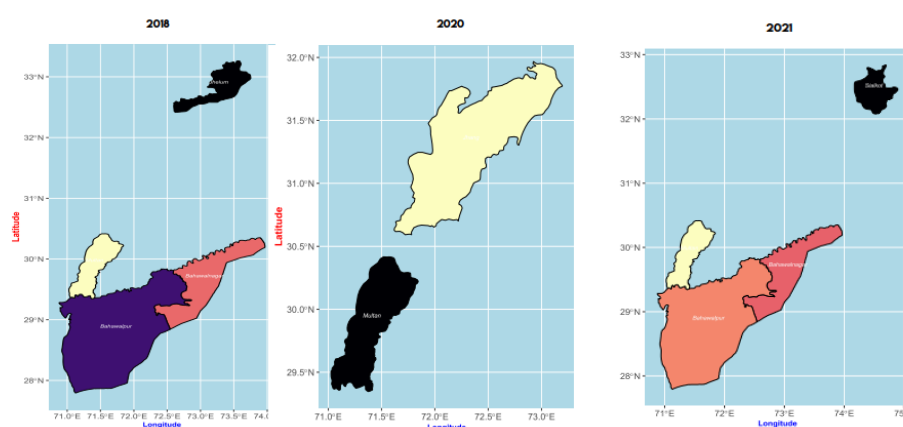 2018
33°N
32°N
31°N
30°N
29°N
28°N
Latitude
Bahawalnagar
Bahawalpur
71.0°E 71.5°E 72.0°E 72.5°E 73.0°E 73.5°E 74.0
Longitude
2020
32.0°N
31.5°N
31.0°N
30.5°N
30.0°N
29.5°N
Latitude
Multan
71.0°E 71.5°E 72.0°E 72.5°E 73.0°E
Longitude
2021
33°N
32°N
31°N
30°N
29°N
28°N
Sialkot
Bahawalnagar
Bahawalpur
71°E 72°E 73°E 74°E 75°
Longitude